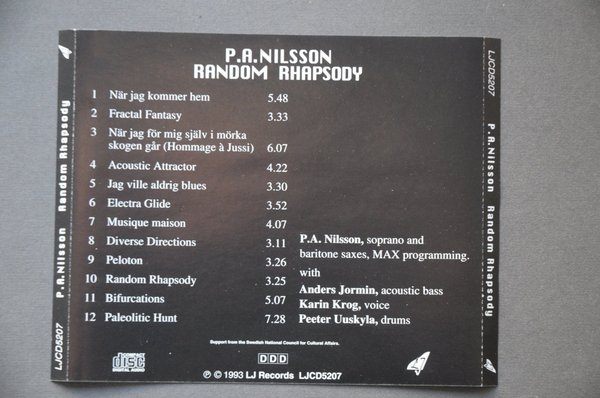 P.A.NILSSON
RANDOM RHAPSODY
1 När jag kommer hem 5.48
2 Fractal Fantasy 3.33
3 När jag för mig själv i mörka
skogen går (Hommage à Jussi) 6.07
4 Acoustic Attractor 4.22
5 Jag ville aldrig blues 3.30
6 Electra Glide 3.52
7 Musique maison 4.07
8 Diverse Directions 3.11
9 Peloton 3.26
10 Random Rhapsody 3.25
11 Bifurcations 5.07
12 Paleolitic Hunt 7.28
P.A. Nilsson, soprano and
baritone saxes, MAX programming.
with
Anders Jormin, acoustic bass
Karin Krog, voice
Peeter Uuskyla, drums
Support from the Swedish National Council for Cultural Affairs.
COMPACT
disc
DIGITAL AUDIO
DDD
℗ © 1993 LJ Records LJCD5207
LJCD5207 P.A.Nilsson Random Rhapsody
LJCD5207 P.A.Nilsson Random Rhapsody